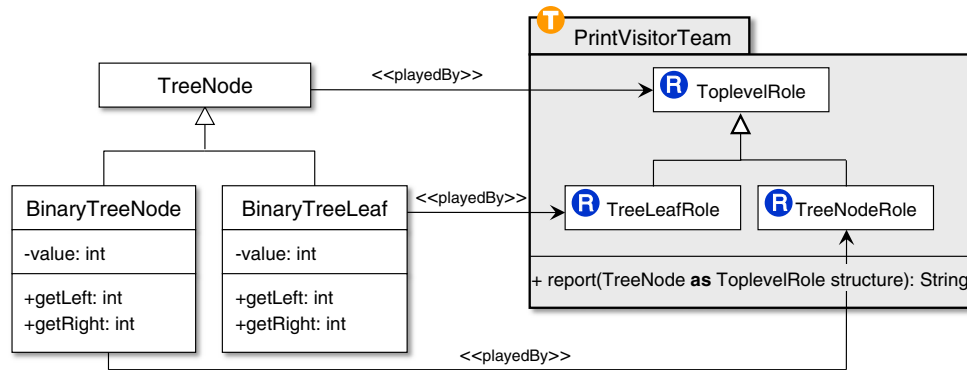 T
PrintVisitorTeam
TreeNode
<<playedBy>>
R ToplevelRole
BinaryTreeNode
-value: int
+getLeft: int
+getRight: int
BinaryTreeLeaf
-value: int
+getLeft: int
+getRight: int
<<playedBy>>
R TreeLeafRole
R TreeNodeRole
+ report(TreeNode as ToplevelRole structure): String
<<playedBy>>